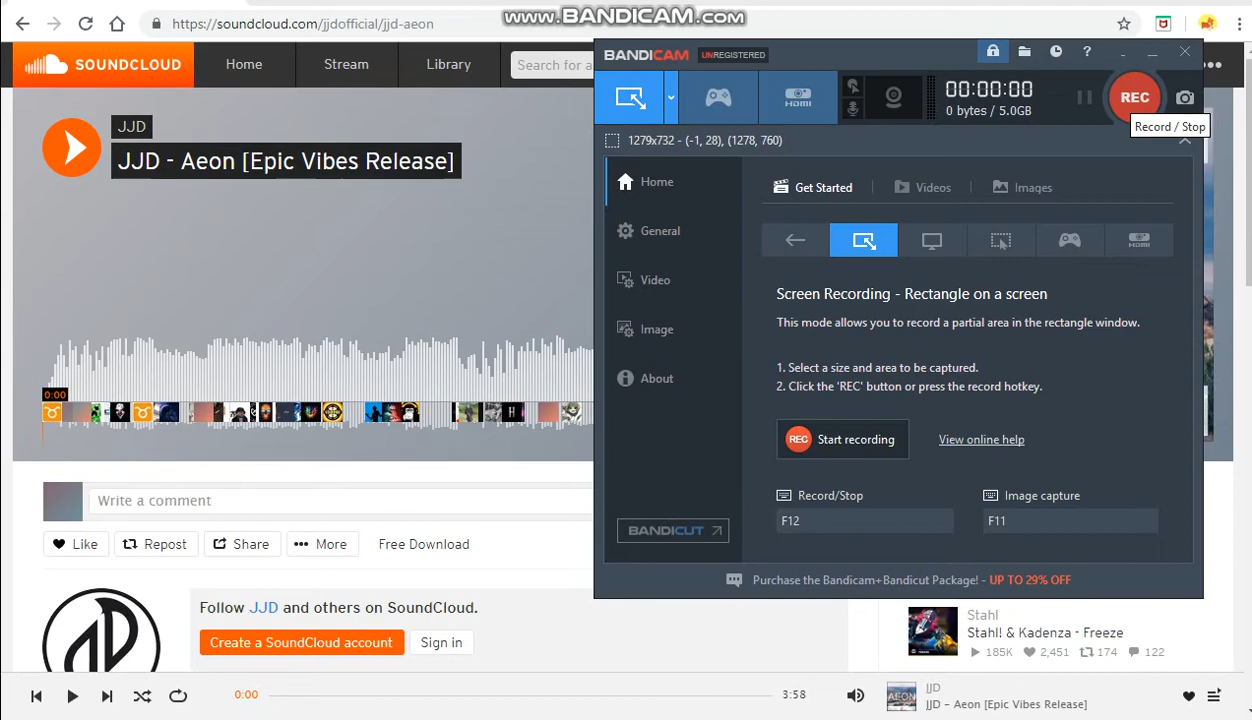 https://soundcloud.com/jjdofficial/jjd-aeon
www.BANDICAM.com
SOUNDCLOUD
Home
Stream
Library
Search for a
JJD
JJD - Aeon [Epic Vibes Release]
0:00
Write a comment
Like
Repost
Share
More
Free Download
Follow JJD and others on SoundCloud.
Create a SoundCloud account
Sign in
BANDICAM
UNREGISTERED
HDMI
00:00:00
0 bytes / 5.0GB
REC
Record / Stop
1279x732 - (-1, 28), (1278, 760)
Home
General
Video
Image
About
BANDICUT
Get Started
Videos
Images
HDMI
Screen Recording - Rectangle on a screen
This mode allows you to record a partial area in the rectangle window.
1. Select a size and area to be captured.
2. Click the 'REC' button or press the record hotkey.
REC Start recording
View online help
Record/Stop
F12
Image capture
F11
Purchase the Bandicam+Bandicut Package! - UP TO 29% OFF
Stahl
Stahl! & Kadenza - Freeze
185K
2,451
174
122
0:00
3:58
AEON
JJD
JJD – Aeon [Epic Vibes Release]